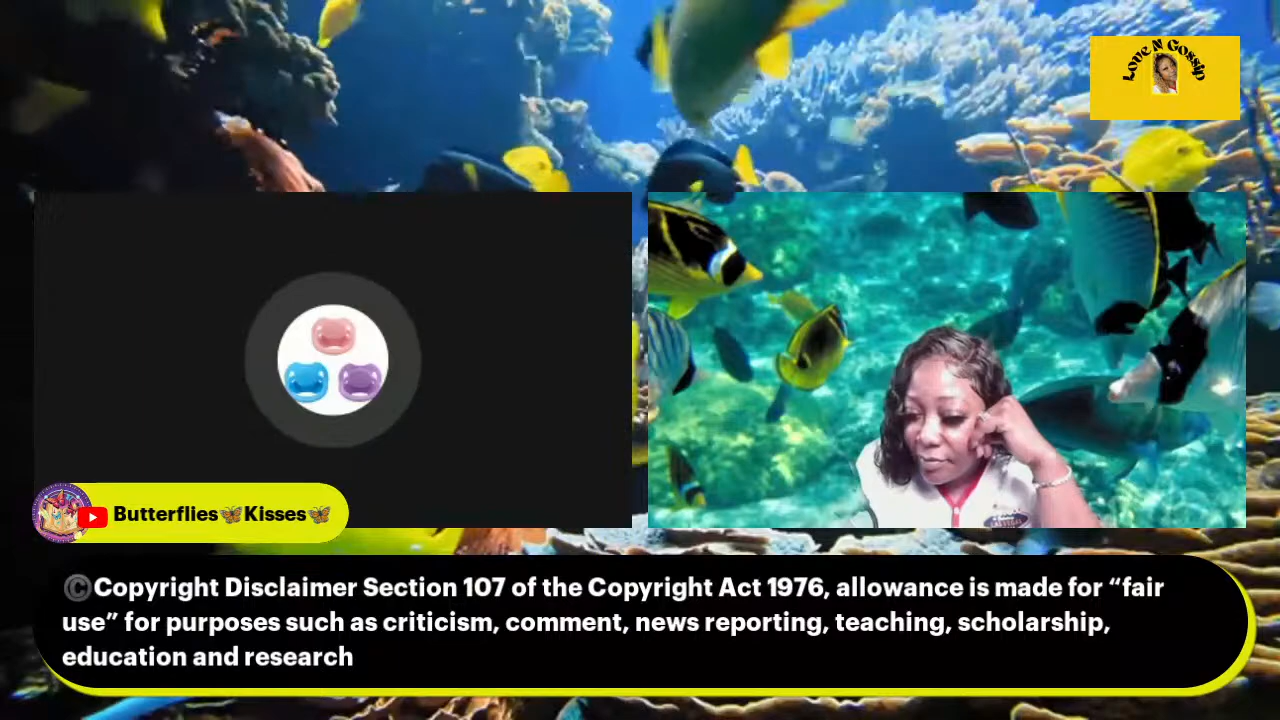 Love N Gossip
Butterflies🦋Kisses🦋
©Copyright Disclaimer Section 107 of the Copyright Act 1976, allowance is made for “fair
use” for purposes such as criticism, comment, news reporting, teaching, scholarship,
education and research